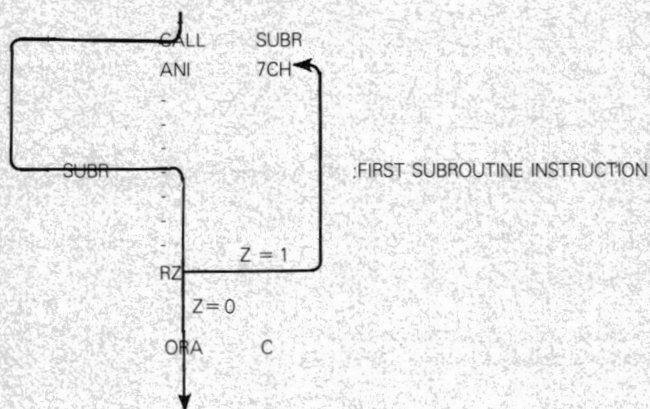 CALL SUBR
ANI 7CH
-
-
-
SUBR - ;FIRST SUBROUTINE INSTRUCTION
-
-
-
RZ Z = 1
Z=0
ORA C